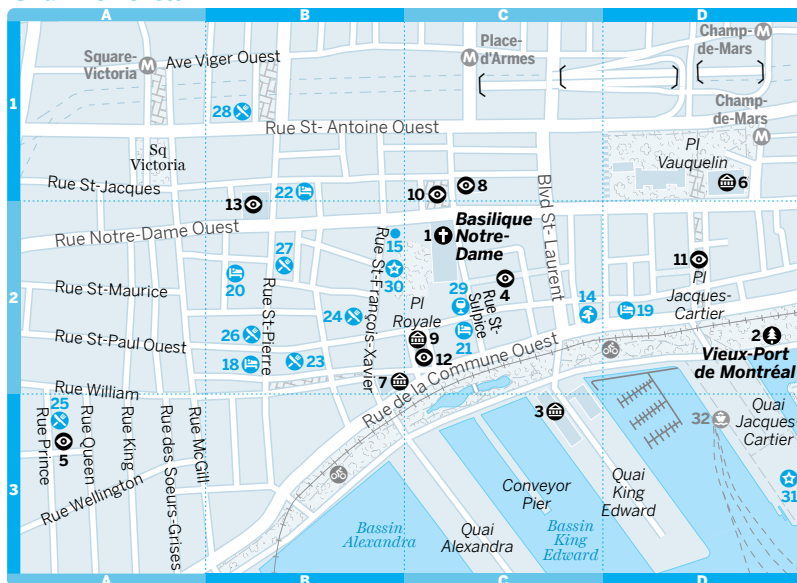 A B C D
Square-
Victoria
Ave Viger Ouest
Place-
d'Armes
Champ-
de-Mars
1
28
Rue St- Antoine Ouest
Champ-
de-Mars
Sq
Victoria
Pl
Vauquelin
Rue St-Jacques
22
10
8
6
13
Blvd St-Laurent
Rue Notre-Dame Ouest
1
Basilique
Notre-
Dame
15
27
11
30
20
4
Pl
Jacques-
Cartier
Rue St-Maurice
2
Rue St-Pierre
Rue St-François-Xavier
29
Rue St-
Sulpice
14
19
24
Pl
Royale
Rue St-Paul Ouest
26
9
21
2
Vieux-Port
de Montréal
18
23
12
7
Rue de la Commune Ouest
Rue William
25
3
32
Quai
Jacques-
Cartier
5
Rue Prince
Rue Queen
Rue King
Rue des Soeurs-Grises
Rue McGill
Rue Wellington
3
Conveyor
Pier
Quai
King
Edward
31
Bassin
Alexandra
Quai
Alexandra
Bassin
King
Edward
A B C D